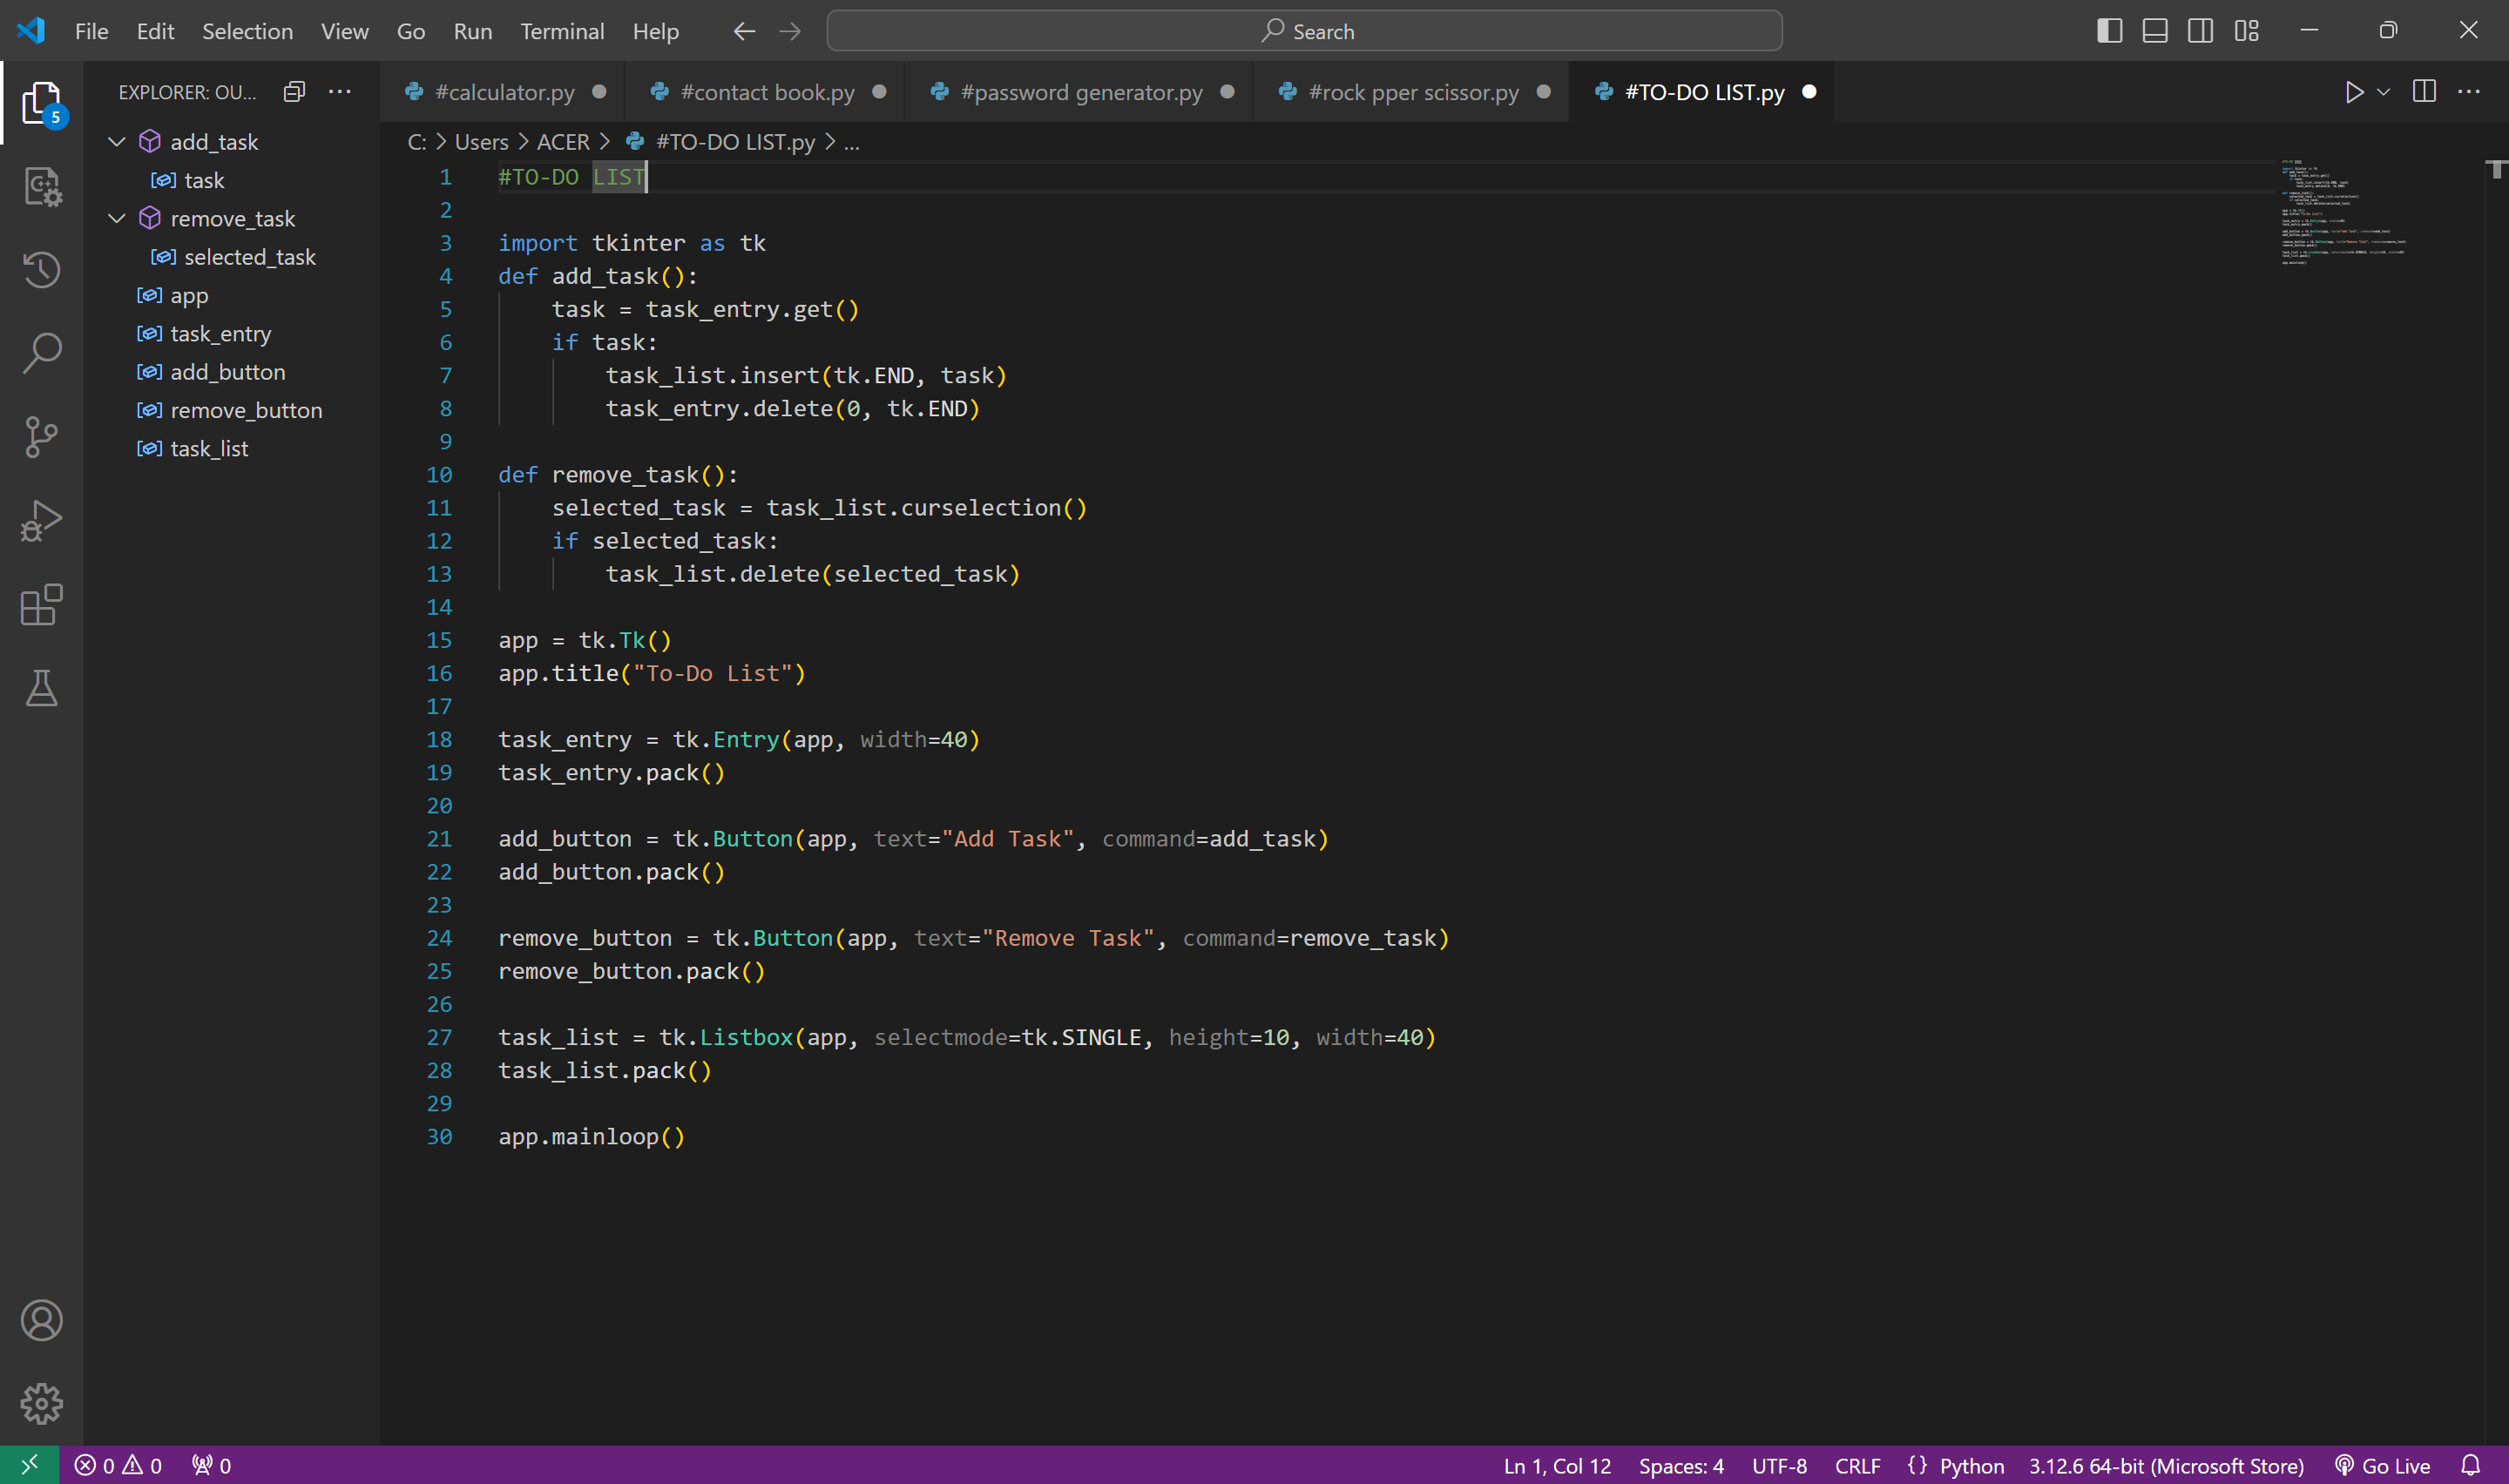 File Edit Selection View Go Run Terminal Help Search
EXPLORER: OU...
#calculator.py #contact book.py #password generator.py #rock pper scissor.py #TO-DO LIST.py
5
add_task
task
remove_task
selected_task
app
task_entry
add_button
remove_button
task_list
C: > Users > ACER > #TO-DO LIST.py > ...
1 #TO-DO LIST
2
3 import tkinter as tk
4 def add_task():
5     task = task_entry.get()
6     if task:
7         task_list.insert(tk.END, task)
8         task_entry.delete(0, tk.END)
9
10 def remove_task():
11     selected_task = task_list.curselection()
12     if selected_task:
13         task_list.delete(selected_task)
14
15 app = tk.Tk()
16 app.title("To-Do List")
17
18 task_entry = tk.Entry(app, width=40)
19 task_entry.pack()
20
21 add_button = tk.Button(app, text="Add Task", command=add_task)
22 add_button.pack()
23
24 remove_button = tk.Button(app, text="Remove Task", command=remove_task)
25 remove_button.pack()
26
27 task_list = tk.Listbox(app, selectmode=tk.SINGLE, height=10, width=40)
28 task_list.pack()
29
30 app.mainloop()
0 0 0 Ln 1, Col 12 Spaces: 4 UTF-8 CRLF {} Python 3.12.6 64-bit (Microsoft Store) Go Live